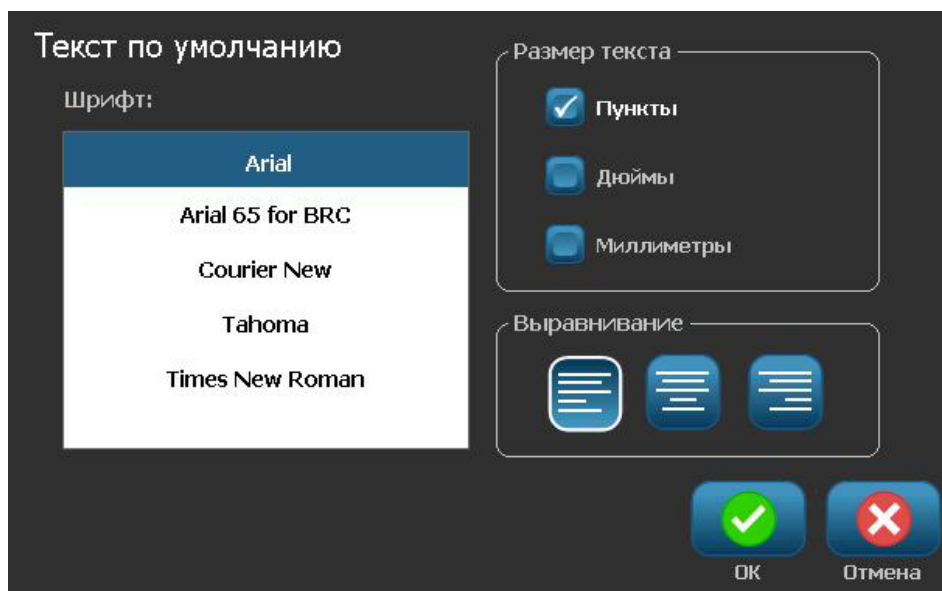 Текст по умолчанию
Шрифт:
Arial
Arial 65 for BRC
Courier New
Tahoma
Times New Roman
Размер текста
Пункты
Дюймы
Миллиметры
Выравнивание
ОК
Отмена